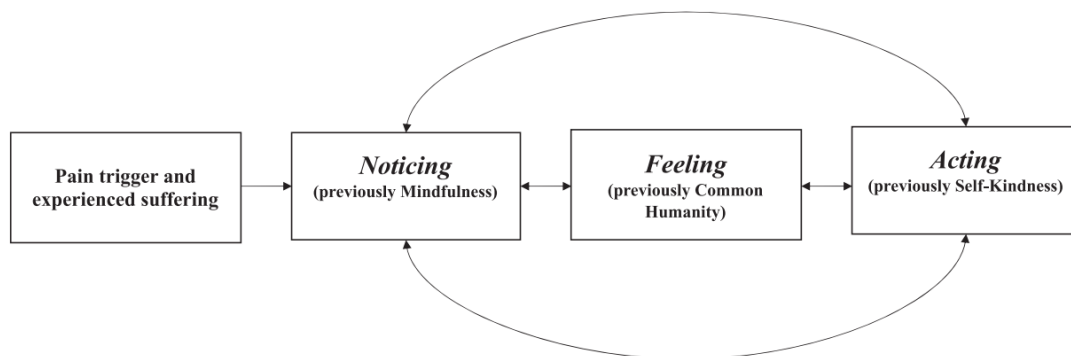 Pain trigger and
experienced suffering
Noticing
(previously Mindfulness)
Feeling
(previously Common
Humanity)
Acting
(previously Self-Kindness)